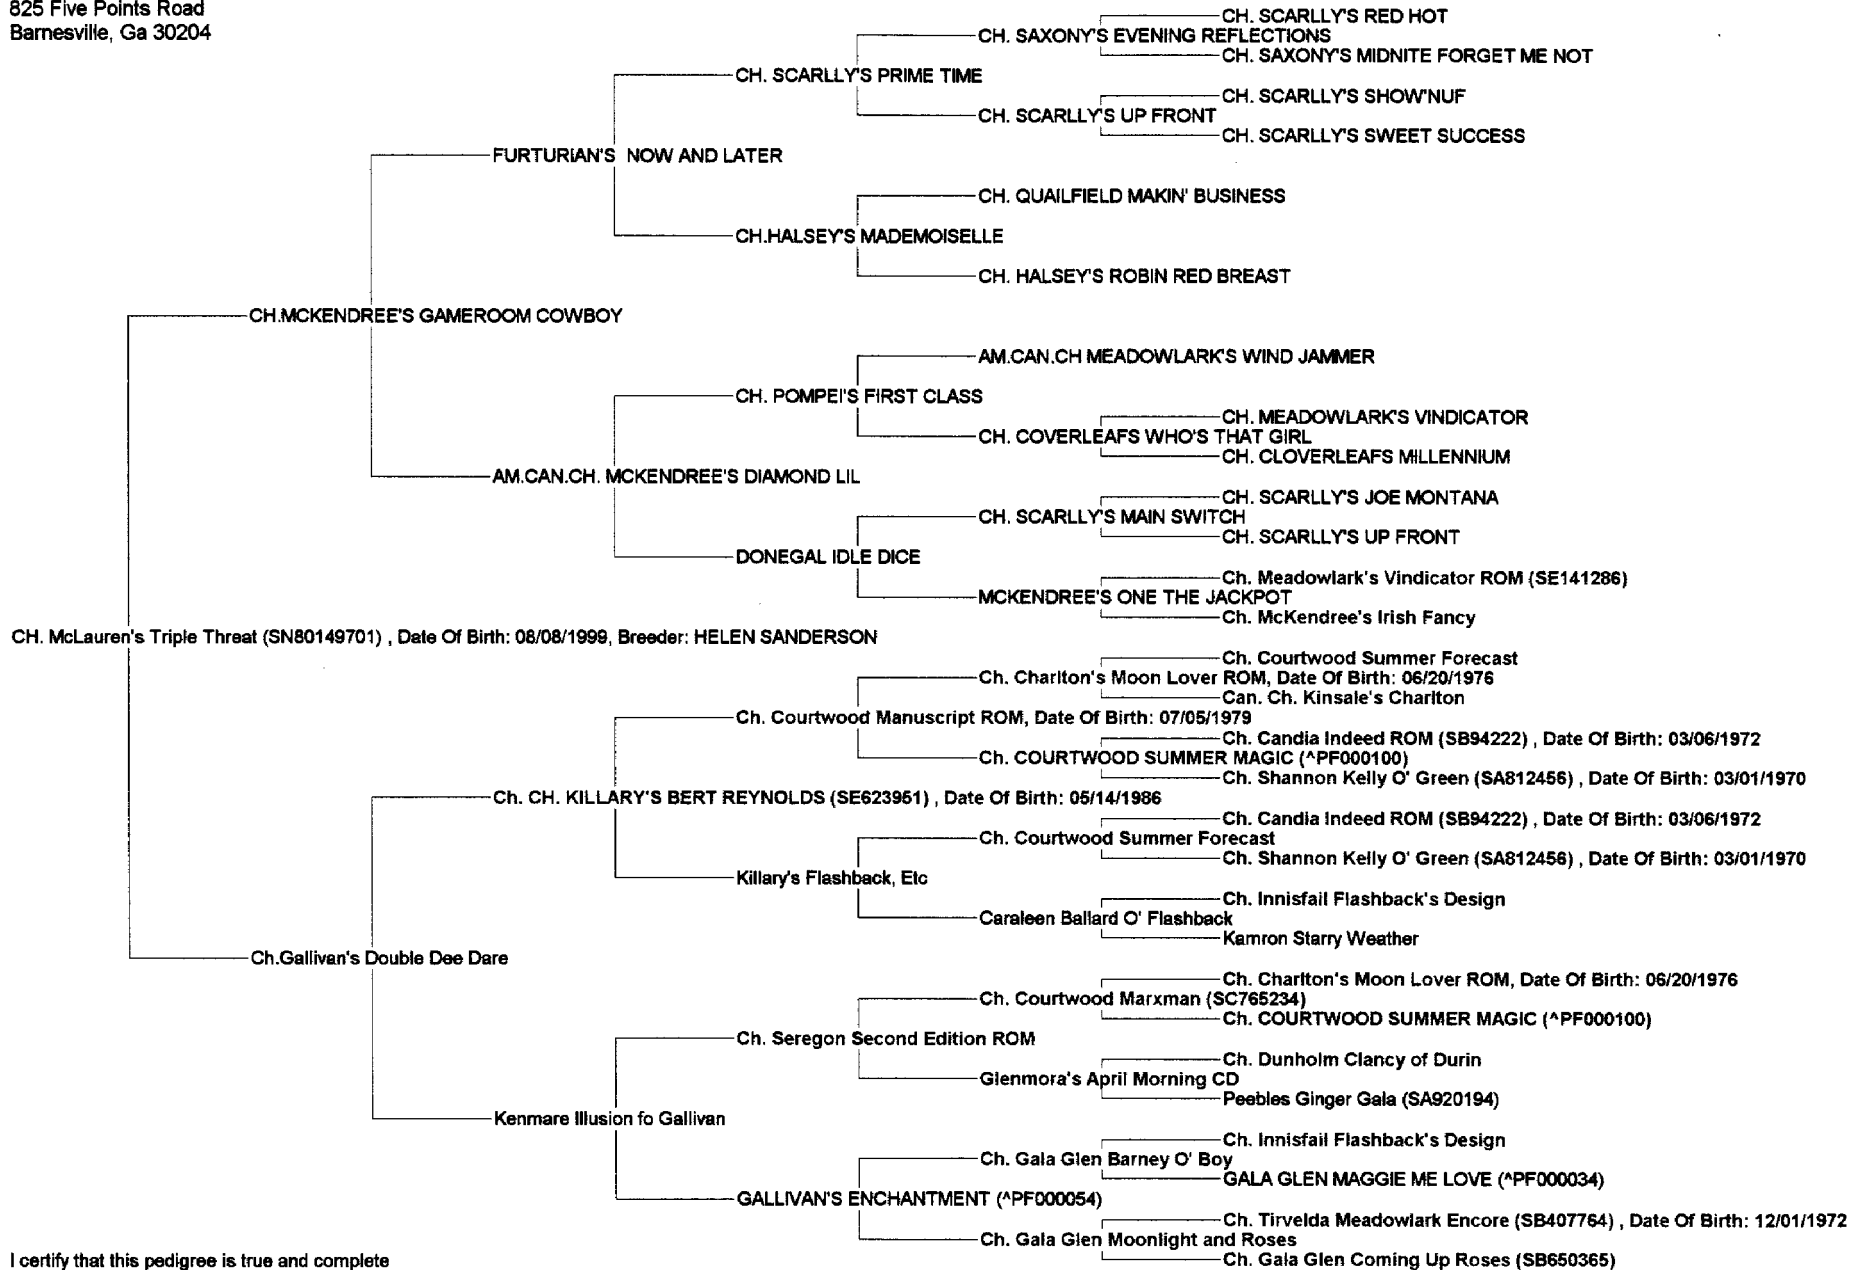 825 Five Points Road
Barnesville, Ga 30204
CH. SCARLLY'S RED HOT
CH. SAXONY'S EVENING REFLECTIONS
CH. SAXONY'S MIDNITE FORGET ME NOT
CH. SCARLLY'S PRIME TIME
CH. SCARLLY'S SHOW'NUF
CH. SCARLLY'S UP FRONT
CH. SCARLLY'S SWEET SUCCESS
FURTURIAN'S NOW AND LATER
CH. QUAILFIELD MAKIN' BUSINESS
CH.HALSEY'S MADEMOISELLE
CH. HALSEY'S ROBIN RED BREAST
CH.MCKENDREE'S GAMEROOM COWBOY
AM.CAN.CH MEADOWLARK'S WIND JAMMER
CH. POMPEI'S FIRST CLASS
CH. MEADOWLARK'S VINDICATOR
CH. COVERLEAFS WHO'S THAT GIRL
CH. CLOVERLEAFS MILLENNIUM
AM.CAN.CH. MCKENDREE'S DIAMOND LIL
CH. SCARLLY'S JOE MONTANA
CH. SCARLLY'S MAIN SWITCH
CH. SCARLLY'S UP FRONT
DONEGAL IDLE DICE
Ch. Meadowlark's Vindicator ROM (SE141286)
MCKENDREE'S ONE THE JACKPOT
Ch. McKendree's Irish Fancy
CH. McLauren's Triple Threat (SN80149701) , Date Of Birth: 08/08/1999, Breeder: HELEN SANDERSON
Ch. Courtwood Summer Forecast
Ch. Charlton's Moon Lover ROM, Date Of Birth: 06/20/1976
Can. Ch. Kinsale's Charlton
Ch. Courtwood Manuscript ROM, Date Of Birth: 07/05/1979
Ch. Candia Indeed ROM (SB94222) , Date Of Birth: 03/06/1972
Ch. COURTWOOD SUMMER MAGIC (^PF000100)
Ch. Shannon Kelly O' Green (SA812456) , Date Of Birth: 03/01/1970
Ch. CH. KILLARY'S BERT REYNOLDS (SE623951) , Date Of Birth: 05/14/1986
Ch. Candia Indeed ROM (SB94222) , Date Of Birth: 03/06/1972
Ch. Courtwood Summer Forecast
Ch. Shannon Kelly O' Green (SA812456) , Date Of Birth: 03/01/1970
Killary's Flashback, Etc
Ch. Innisfail Flashback's Design
Caraleen Ballard O' Flashback
Kamron Starry Weather
Ch.Gallivan's Double Dee Dare
Ch. Charlton's Moon Lover ROM, Date Of Birth: 06/20/1976
Ch. Courtwood Marxman (SC765234)
Ch. COURTWOOD SUMMER MAGIC (^PF000100)
Ch. Seregon Second Edition ROM
Ch. Dunholm Clancy of Durin
Glenmora's April Morning CD
Peebles Ginger Gala (SA920194)
Kenmare Illusion fo Gallivan
Ch. Innisfail Flashback's Design
Ch. Gala Glen Barney O' Boy
GALA GLEN MAGGIE ME LOVE (^PF000034)
GALLIVAN'S ENCHANTMENT (^PF000054)
Ch. Tirvelda Meadowlark Encore (SB407764) , Date Of Birth: 12/01/1972
Ch. Gala Glen Moonlight and Roses
Ch. Gala Glen Coming Up Roses (SB650365)
I certify that this pedigree is true and complete